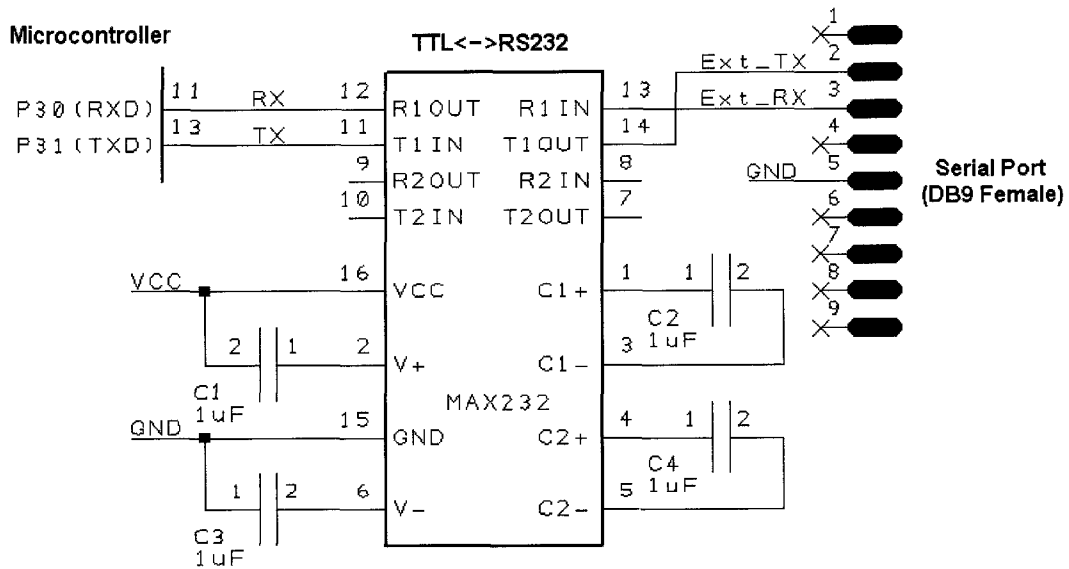 Microcontroller
TTL<->RS232
P30(RXD) 11 RX 12 R1OUT
P31(TXD) 13 TX 11 T1IN
9 R2OUT
10 T2IN
VCC 16 VCC
2 1 2 V+
C1
1uF
MAX232
GND 15 GND
1 2 6 V-
C3
1uF
R1IN 13 Ext_RX 3
T1OUT 14 Ext_TX 2
R2IN 8
T2OUT 7
C1+ 1 1 2
C2
1uF
C1- 3
C2+ 4 1 2
C4
1uF
C2- 5
1
4
GND 5
6
7
8
9
Serial Port
(DB9 Female)